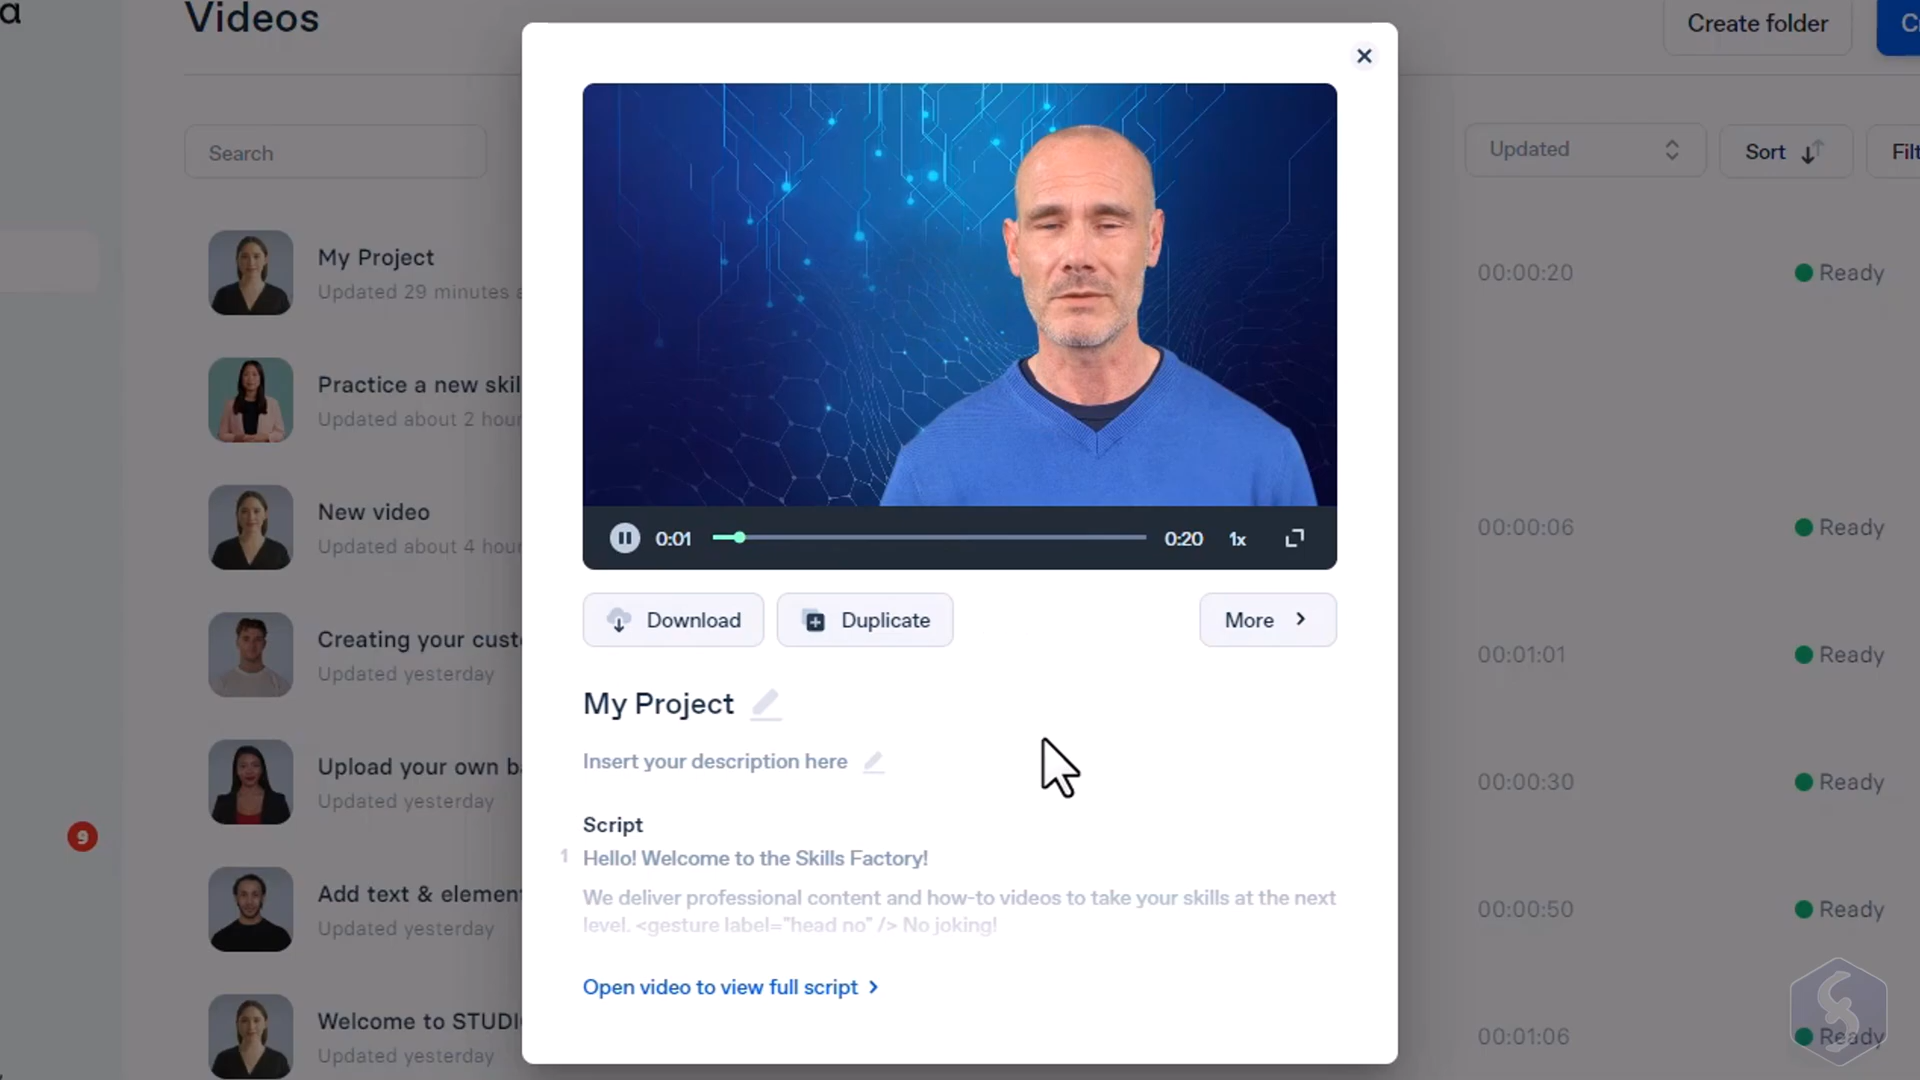 a
Videos
Create folder
Search
Updated
Sort
My Project
Updated 29 minutes
00:00:20
Ready
Practice a new skil
Updated about 2 hour
New video
Updated about 4 hour
00:00:06
Ready
0:01
0:20
1x
Download
Duplicate
More
Creating your cust
Updated yesterday
00:01:01
Ready
My Project
Insert your description here
Upload your own b
Updated yesterday
00:00:30
Ready
9
Script
1
Hello! Welcome to the Skills Factory!
We deliver professional content and how-to videos to take your skills at the next
level. <gesture label="head no" /> No joking!
Add text & element
Updated yesterday
00:00:50
Ready
Open video to view full script
Welcome to STUDI
Updated yesterday
00:01:06
Ready